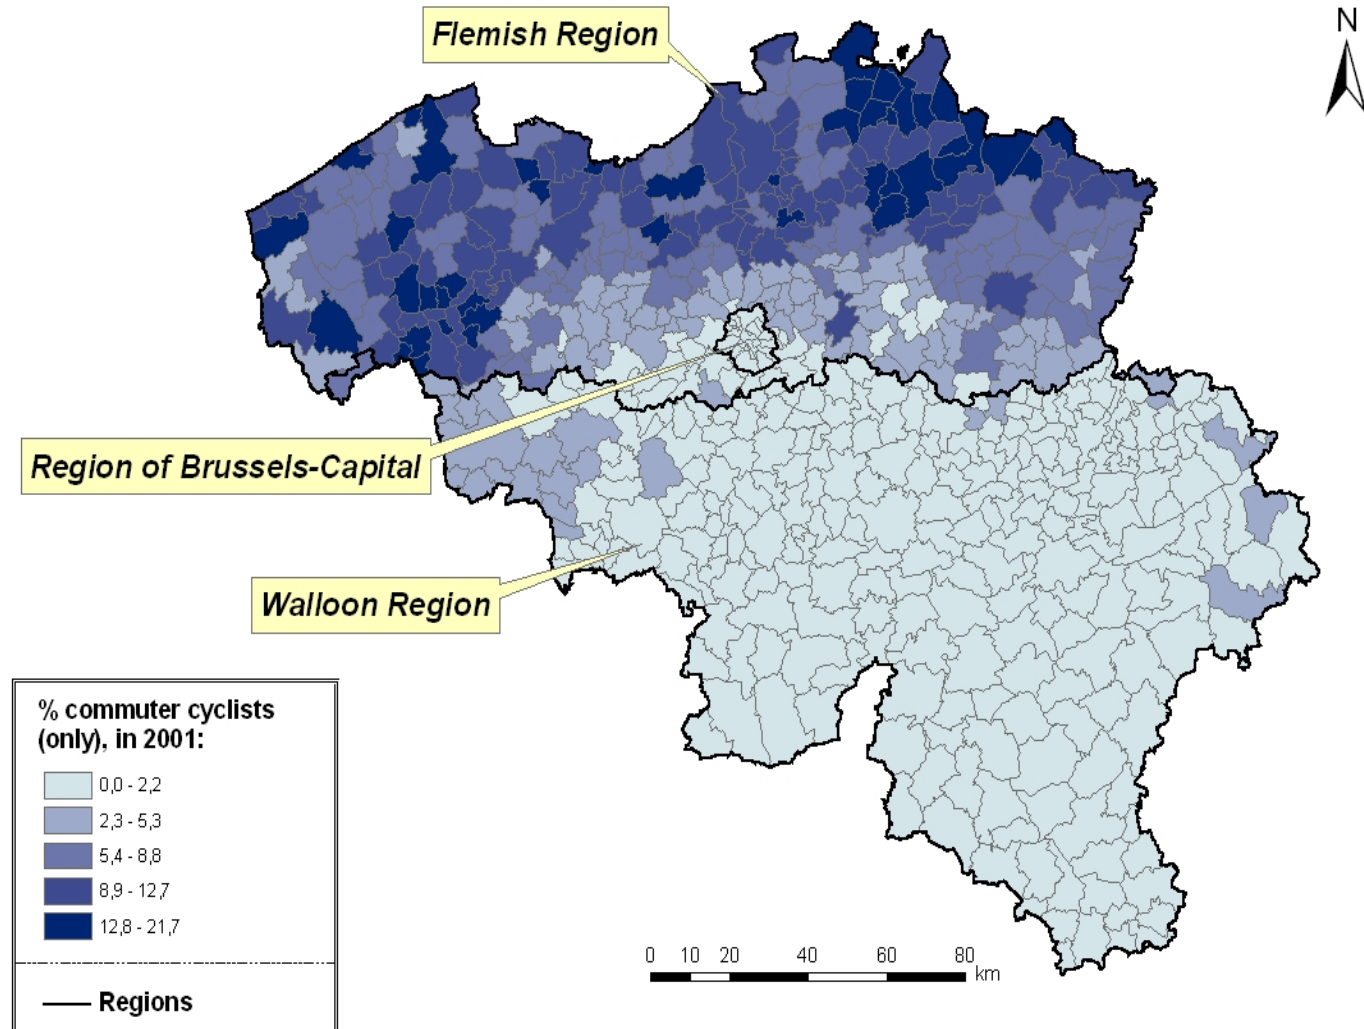 N
Flemish Region
Region of Brussels-Capital
Walloon Region
% commuter cyclists
(only), in 2001:
0,0 - 2,2
2,3 - 5,3
5,4 - 8,8
8,9 - 12,7
12,8 - 21,7
Regions
0 10 20 40 60 80
km